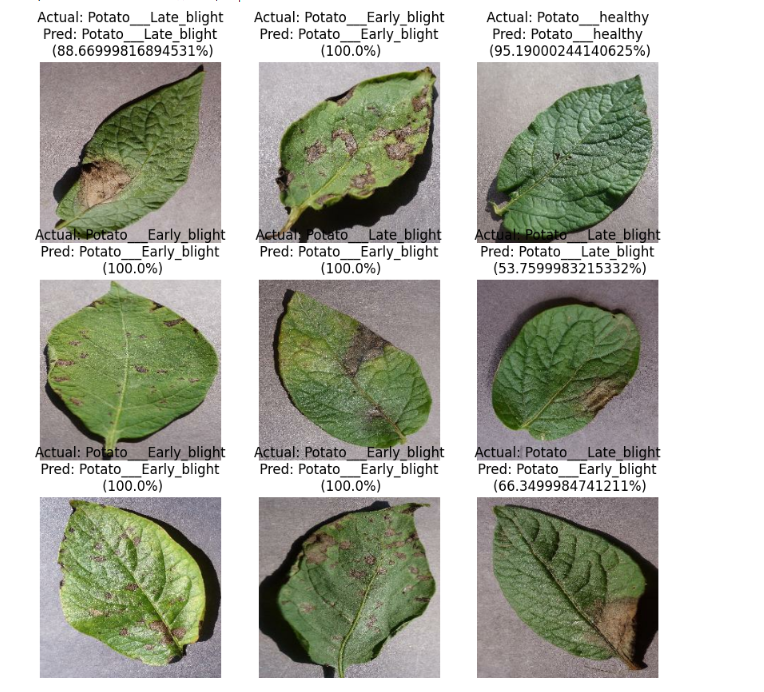 Actual: Potato___Late_blight
Pred: Potato___Late_blight
(88.66999816894531%)
Actual: Potato___Early_blight
Pred: Potato___Early_blight
(100.0%)
Actual: Potato___healthy
Pred: Potato___healthy
(95.19000244140625%)
Actual: Potato___Early_blight
Pred: Potato___Early_blight
(100.0%)
Actual: Potato___Late_blight
Pred: Potato___Early_blight
(100.0%)
Actual: Potato___Late_blight
Pred: Potato___Late_blight
(53.7599983215332%)
Actual: Potato___Early_blight
Pred: Potato___Early_blight
(100.0%)
Actual: Potato___Early_blight
Pred: Potato___Early_blight
(100.0%)
Actual: Potato___Late_blight
Pred: Potato___Early_blight
(66.3499984741211%)